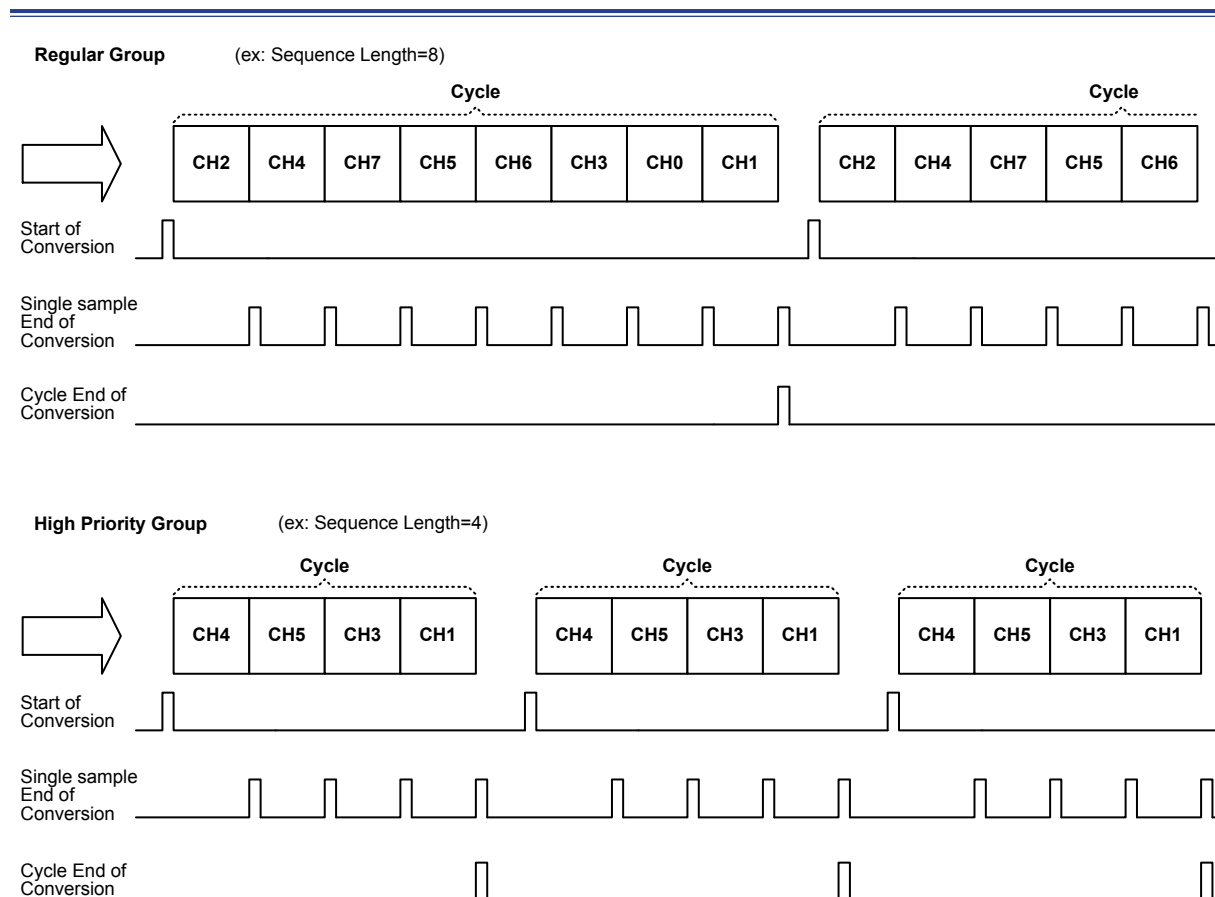 Regular Group (ex: Sequence Length=8)
Cycle Cycle
CH2 CH4 CH7 CH5 CH6 CH3 CH0 CH1 CH2 CH4 CH7 CH5 CH6
Start of
Conversion
Single sample
End of
Conversion
Cycle End of
Conversion
High Priority Group (ex: Sequence Length=4)
Cycle Cycle Cycle
CH4 CH5 CH3 CH1 CH4 CH5 CH3 CH1 CH4 CH5 CH3 CH1
Start of
Conversion
Single sample
End of
Conversion
Cycle End of
Conversion